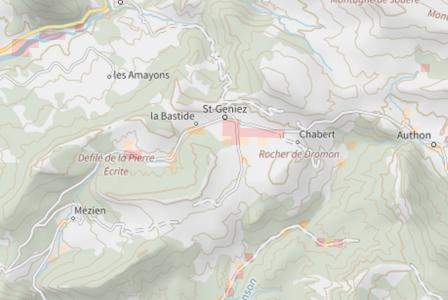 les Amayons
St-Geniez
la Bastide
Chabert
Authon
Défilé de la Pierre
Écrite
Rocher de Dromon
Mézien